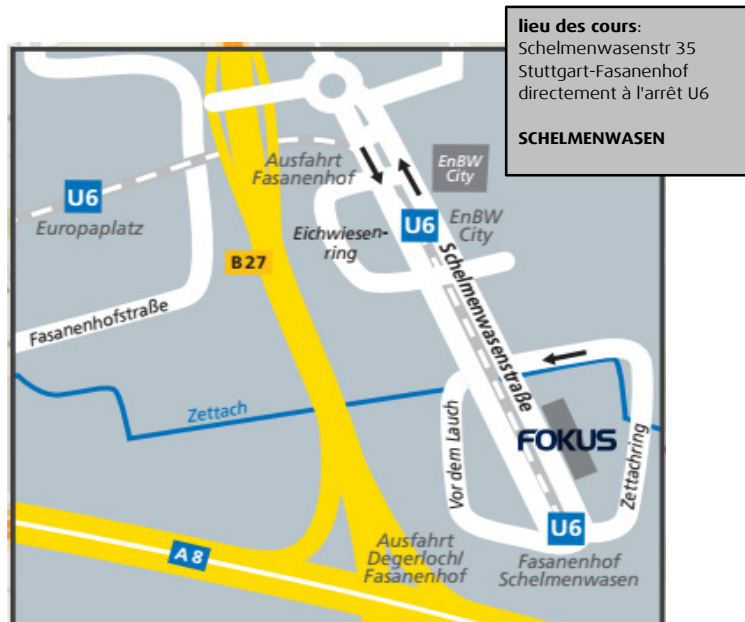 lieu des cours:
Schelmenwasenstr 35
Stuttgart-Fasanenhof
directement à l'arrêt U6
SCHELMENWASEN
Ausfahrt
Fasanenhof
EnBW
City
U6
Europaplatz
U6
EnBW
City
Eichwiesen-
ring
B27
Schelmenwasenstraße
Fasanenhofstraße
Zettach
Vor dem Lauch
FOKUS
Zettachring
U6
A 8
Ausfahrt
Degerloch/
Fasanenhof
Fasanenhof
Schelmenwasen